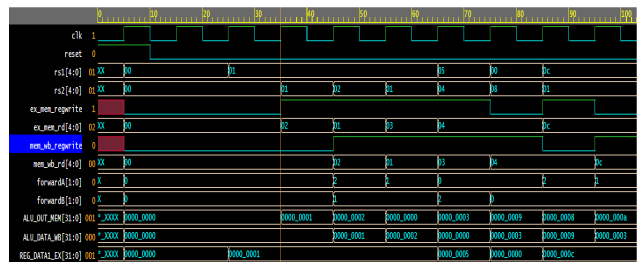 0 10 20 30 40 50 60 70 80 90 100
clk 1
reset 0
rs1[4:0] 01 XX 00 01 05 00 0c
rs2[4:0] 01 XX 00 01 02 01 04 08 01
ex_mem_regwrite 1
ex_mem_rd[4:0] 02 XX 00 02 01 03 04 0c
mem_wb_regwrite 0
mem_wb_rd[4:0] 00 XX 00 02 01 03 04 0c
forwardA[1:0] 0 X 0 2 1 0 2 1
forwardB[1:0] 0 X 0 1 2 0
ALU_OUT_MEM[31:0] 001 *_XXXX 0000_0000 0000_0001 0000_0002 0000_0000 0000_0003 0000_0009 0000_0008 0000_000a
ALU_DATA_WB[31:0] 000 *_XXXX 0000_0000 0000_0001 0000_0002 0000_0000 0000_0003 0000_0009 0000_0003
REG_DATA1_EX[31:0] 001 *_XXXX 0000_0000 0000_0001 0000_0005 0000_0000 0000_000c